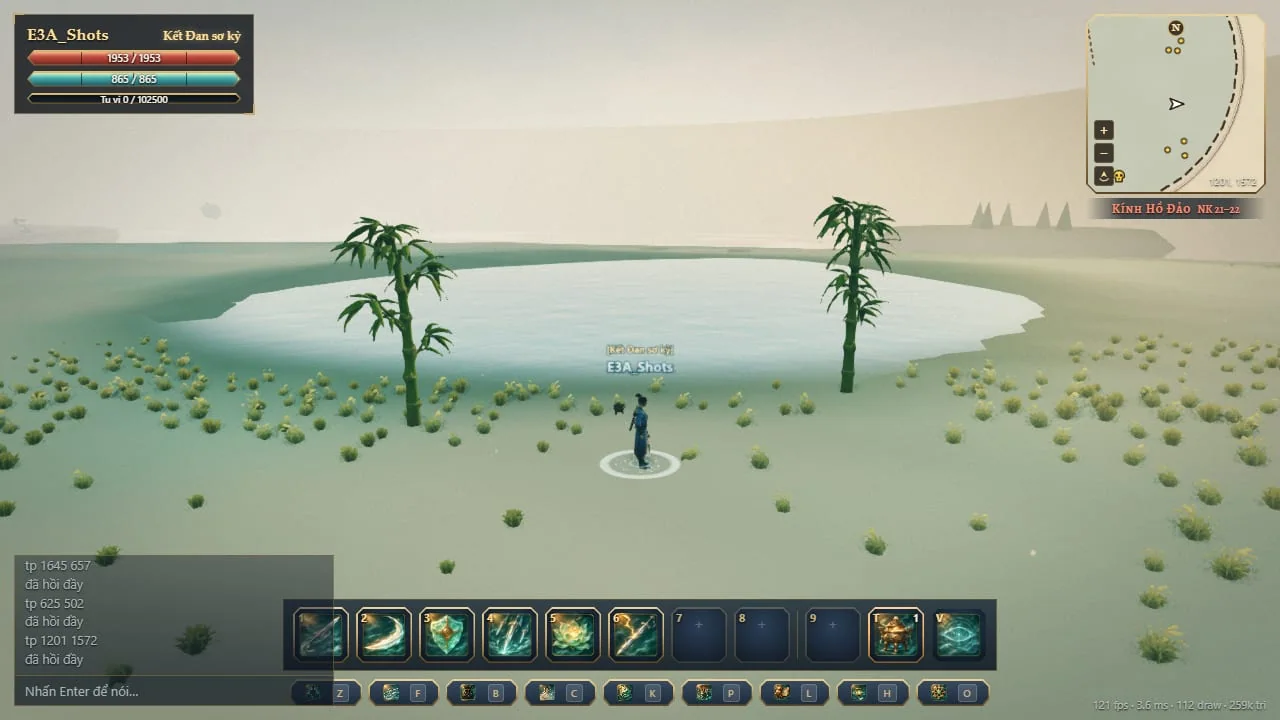 E3A_Shots
Kết Đan sơ kỳ
1953 / 1953
865 / 865
Tu vi 0 / 102500
N
+
−
1201, 1572
Kính Hồ Đảo NK 21–22
[Kết Đan sơ kỳ]
E3A_Shots
tp 1645 657
đã hồi đầy
tp 625 502
đã hồi đầy
tp 1201 1572
đã hồi đầy
Nhấn Enter để nói...
1 2 3 4 5 6 7 + 8 + 9 + T 1 V
Z F B C K P L H O
121 fps · 3.6 ms · 112 draw · 259k tri